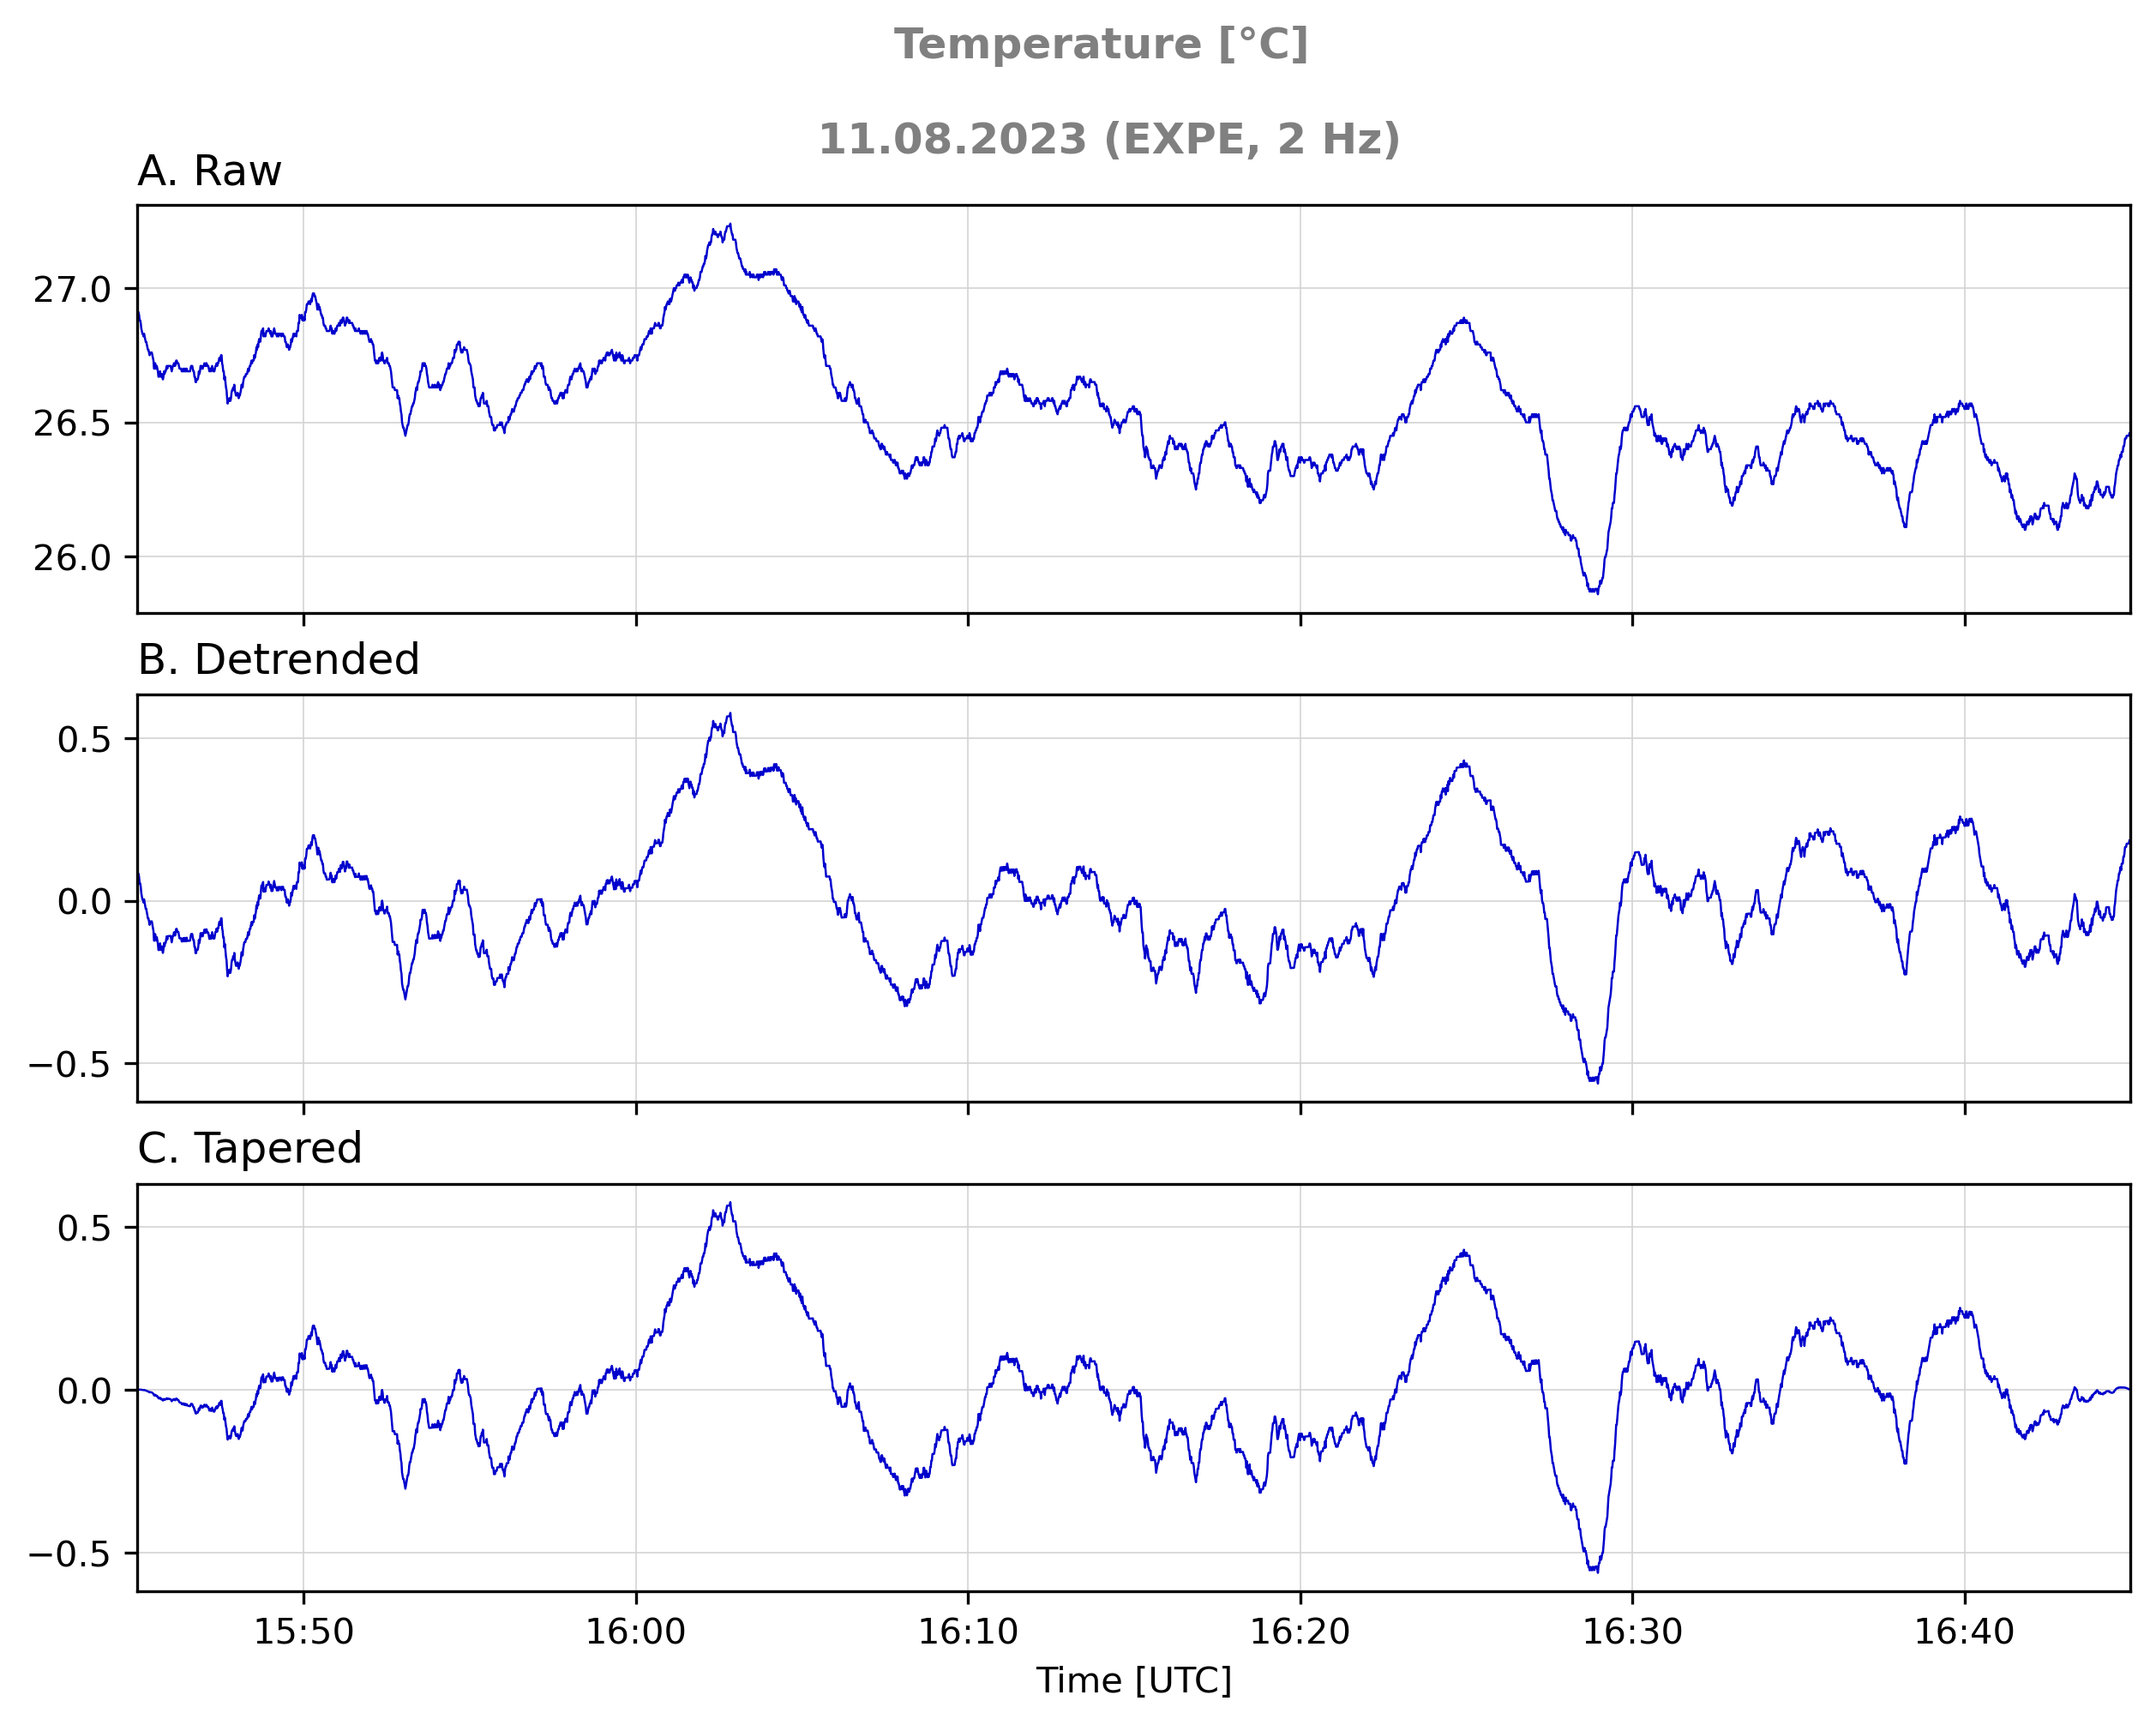 Temperature [°C]
11.08.2023 (EXPE, 2 Hz)
A. Raw
27.0
26.5
26.0
B. Detrended
0.5
0.0
−0.5
C. Tapered
0.5
0.0
−0.5
15:50 16:00 16:10 16:20 16:30 16:40
Time [UTC]